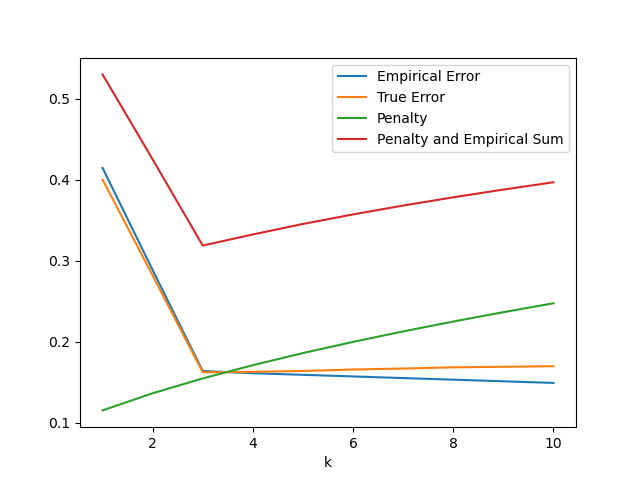 Empirical Error
True Error
Penalty
Penalty and Empirical Sum
0.5
0.4
0.3
0.2
0.1
2 4 6 8 10
k